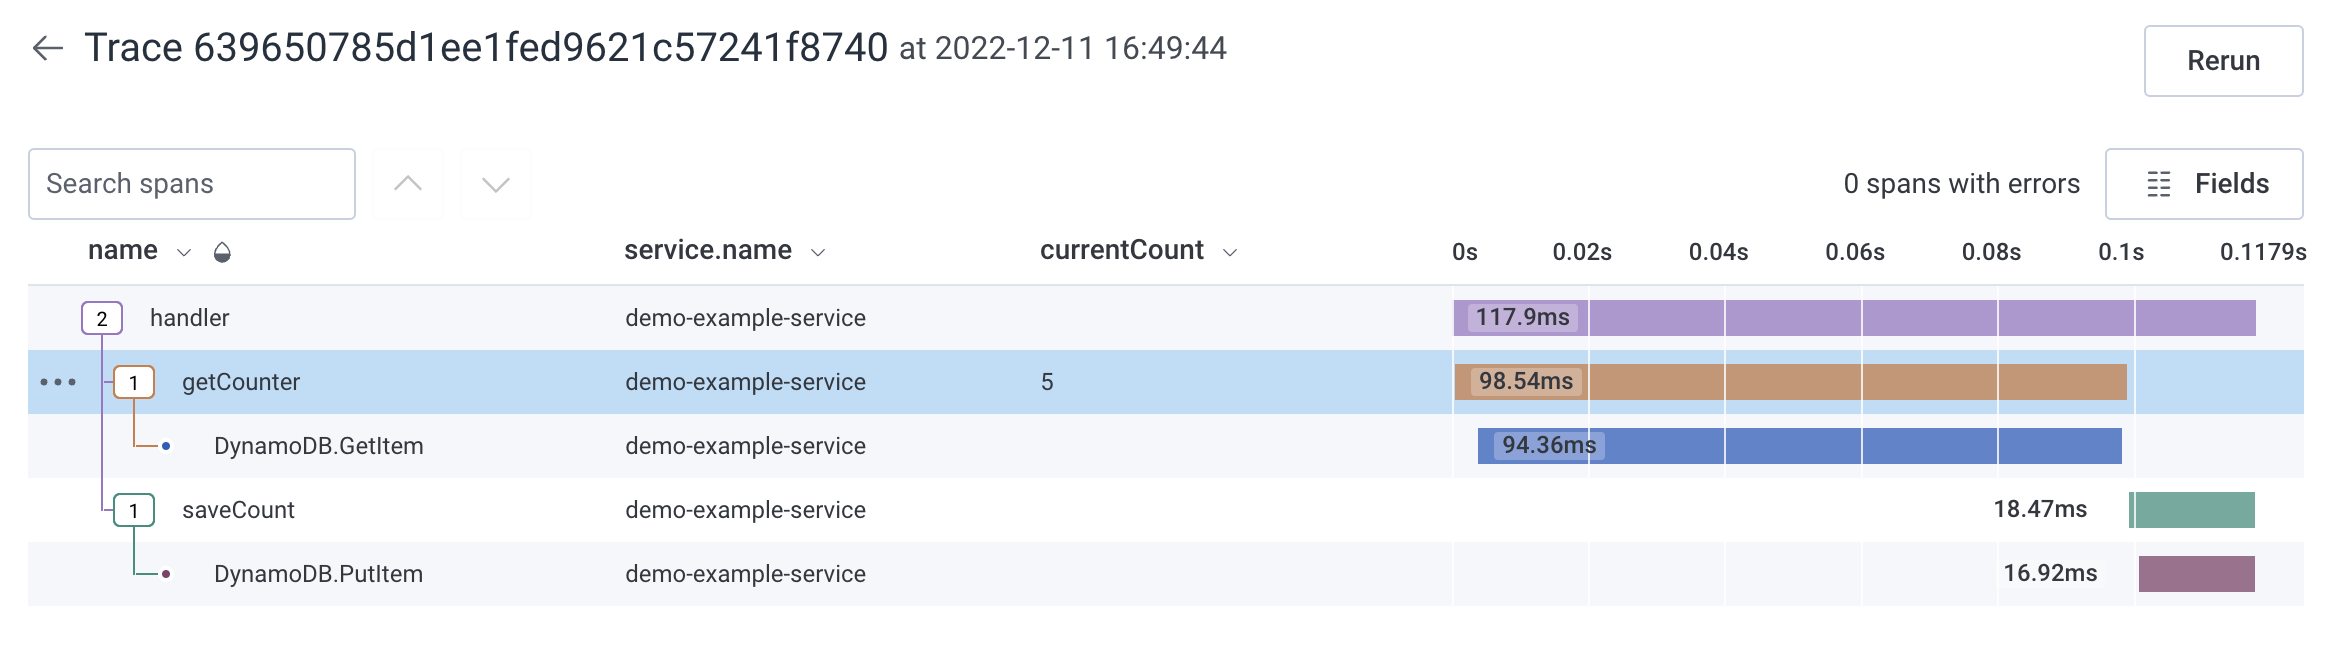 Trace 639650785d1ee1fed9621c57241f8740 at 2022-12-11 16:49:44
Rerun
Search spans
0 spans with errors
Fields
name service.name currentCount 0s 0.02s 0.04s 0.06s 0.08s 0.1s 0.1179s
2 handler demo-example-service 117.9ms
1 getCounter demo-example-service 5 98.54ms
DynamoDB.GetItem demo-example-service 94.36ms
1 saveCount demo-example-service 18.47ms
DynamoDB.PutItem demo-example-service 16.92ms